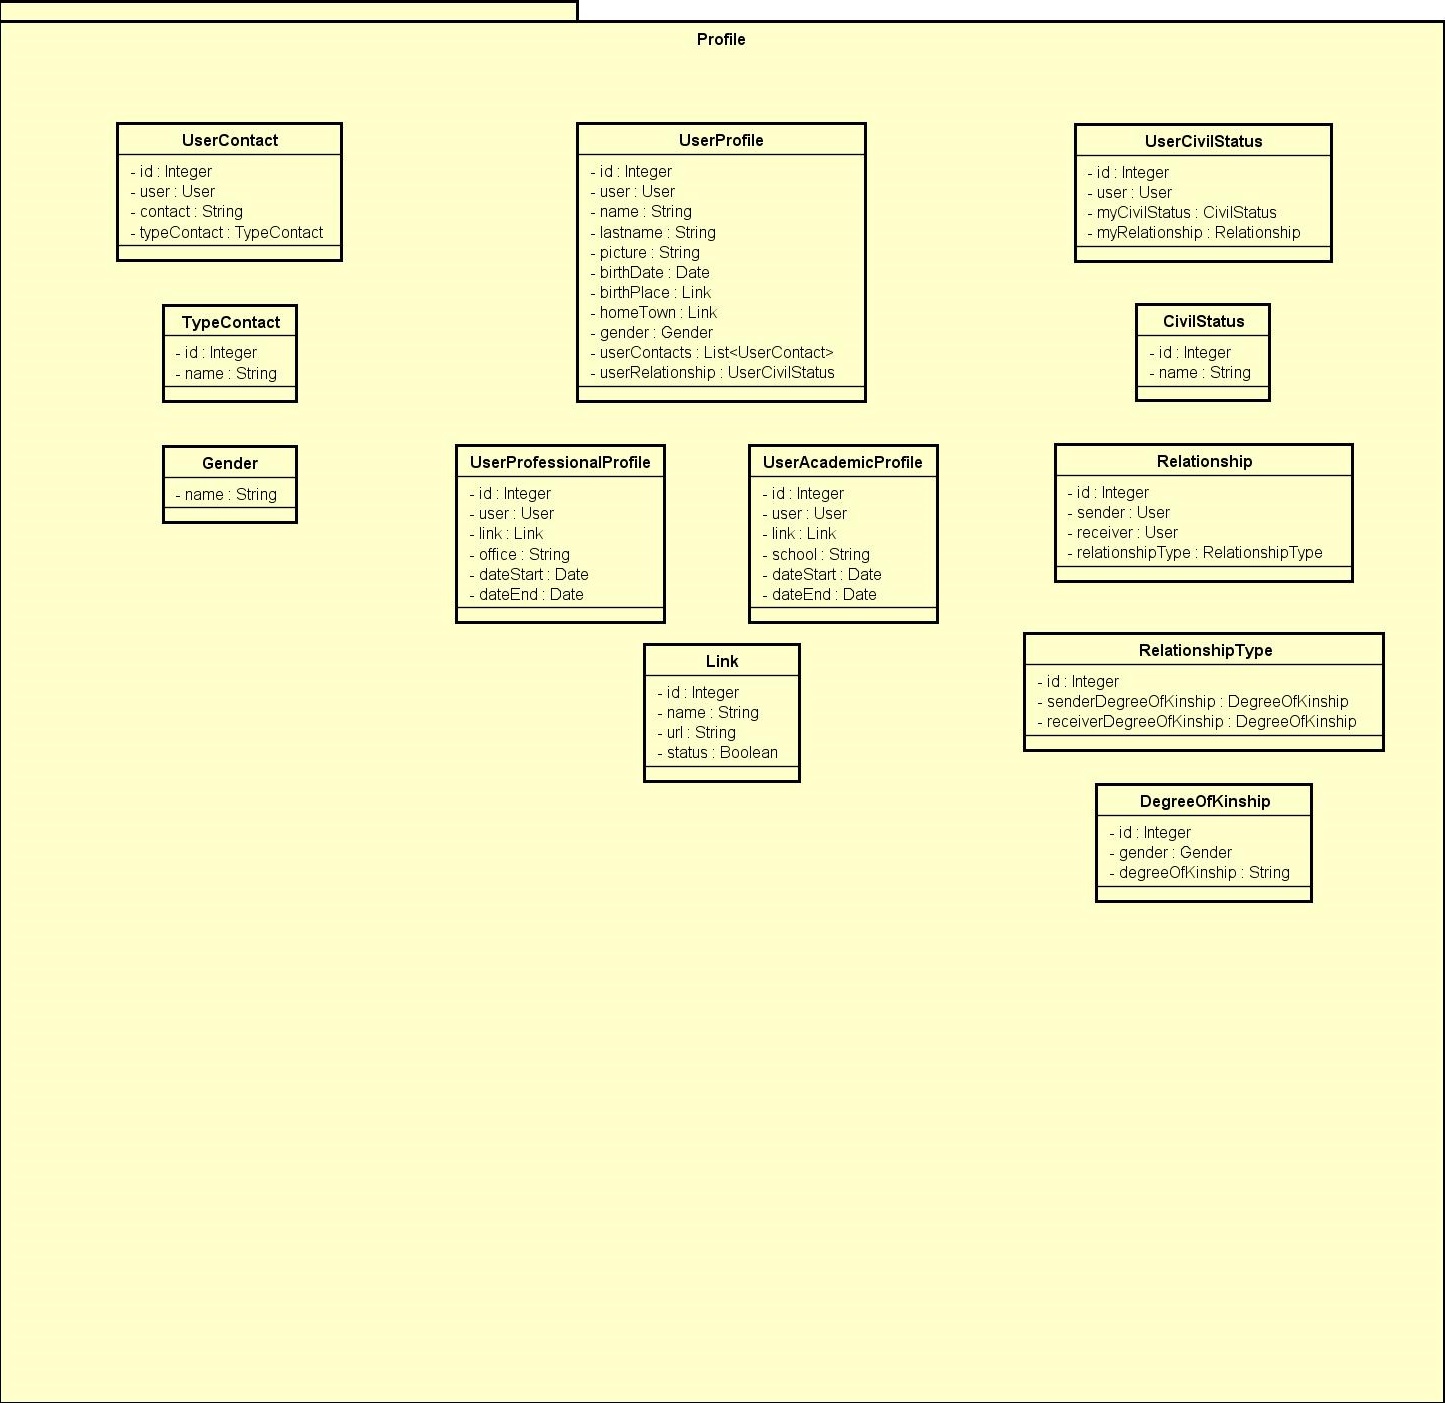 Profile
UserContact
- id : Integer
- user : User
- contact : String
- typeContact : TypeContact
TypeContact
- id : Integer
- name : String
Gender
- name : String
UserProfile
- id : Integer
- user : User
- name : String
- lastname : String
- picture : String
- birthDate : Date
- birthPlace : Link
- homeTown : Link
- gender : Gender
- userContacts : List<UserContact>
- userRelationship : UserCivilStatus
UserProfessionalProfile
- id : Integer
- user : User
- link : Link
- office : String
- dateStart : Date
- dateEnd : Date
UserAcademicProfile
- id : Integer
- user : User
- link : Link
- school : String
- dateStart : Date
- dateEnd : Date
Link
- id : Integer
- name : String
- url : String
- status : Boolean
UserCivilStatus
- id : Integer
- user : User
- myCivilStatus : CivilStatus
- myRelationship : Relationship
CivilStatus
- id : Integer
- name : String
Relationship
- id : Integer
- sender : User
- receiver : User
- relationshipType : RelationshipType
RelationshipType
- id : Integer
- senderDegreeOfKinship : DegreeOfKinship
- receiverDegreeOfKinship : DegreeOfKinship
DegreeOfKinship
- id : Integer
- gender : Gender
- degreeOfKinship : String